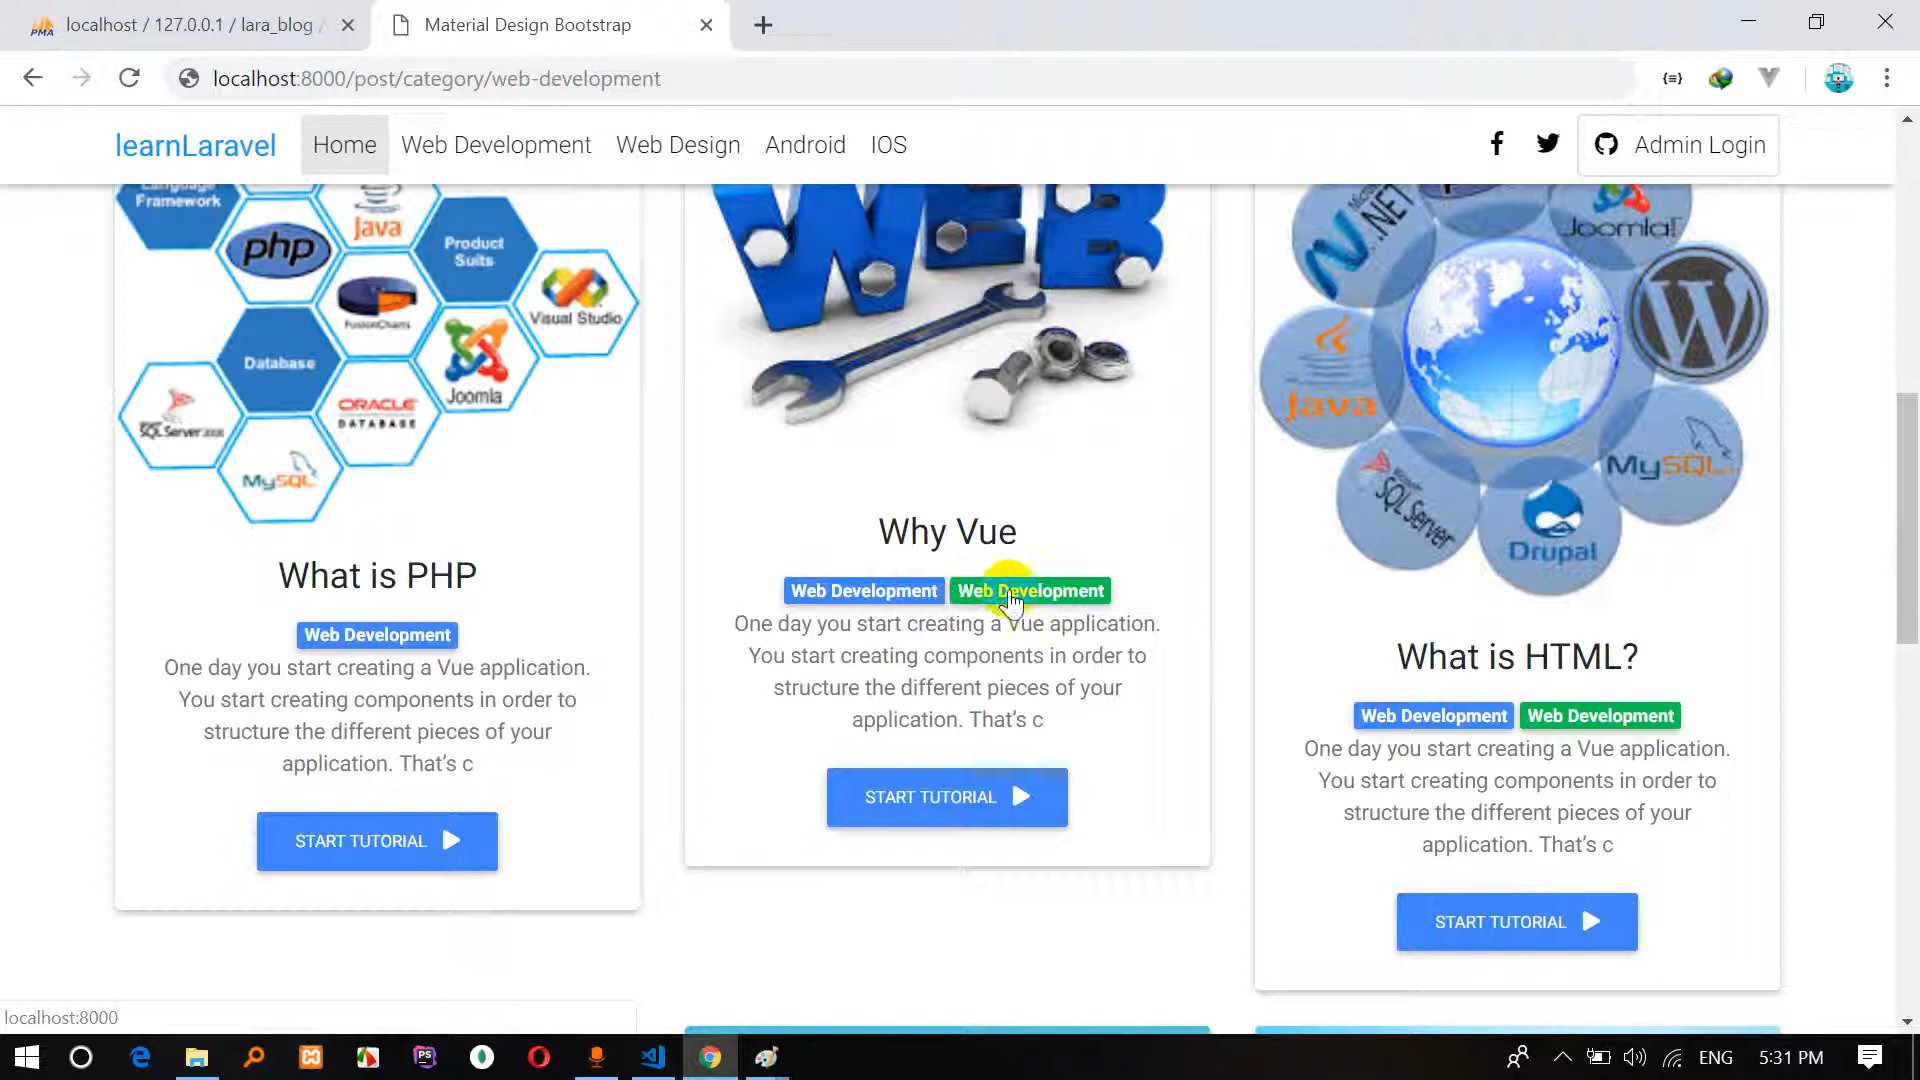 localhost / 127.0.0.1 / lara_blog /
Material Design Bootstrap
localhost:8000/post/category/web-development
learnLaravel
Home
Web Development
Web Design
Android
IOS
Admin Login
Language
Framework
Java
php
Product
Suits
FusionCharts
Visual Studio
Database
Joomla
SQL Server 2008
ORACLE
DATABASE
MySQL
WEB
Microsoft
.NET
Joomla!
Java
MySQL
SQL Server
Drupal
What is PHP
Web Development
One day you start creating a Vue application.
You start creating components in order to
structure the different pieces of your
application. That’s c
START TUTORIAL
Why Vue
Web Development Web Development
One day you start creating a Vue application.
You start creating components in order to
structure the different pieces of your
application. That’s c
START TUTORIAL
What is HTML?
Web Development Web Development
One day you start creating a Vue application.
You start creating components in order to
structure the different pieces of your
application. That’s c
START TUTORIAL
localhost:8000
ENG
5:31 PM